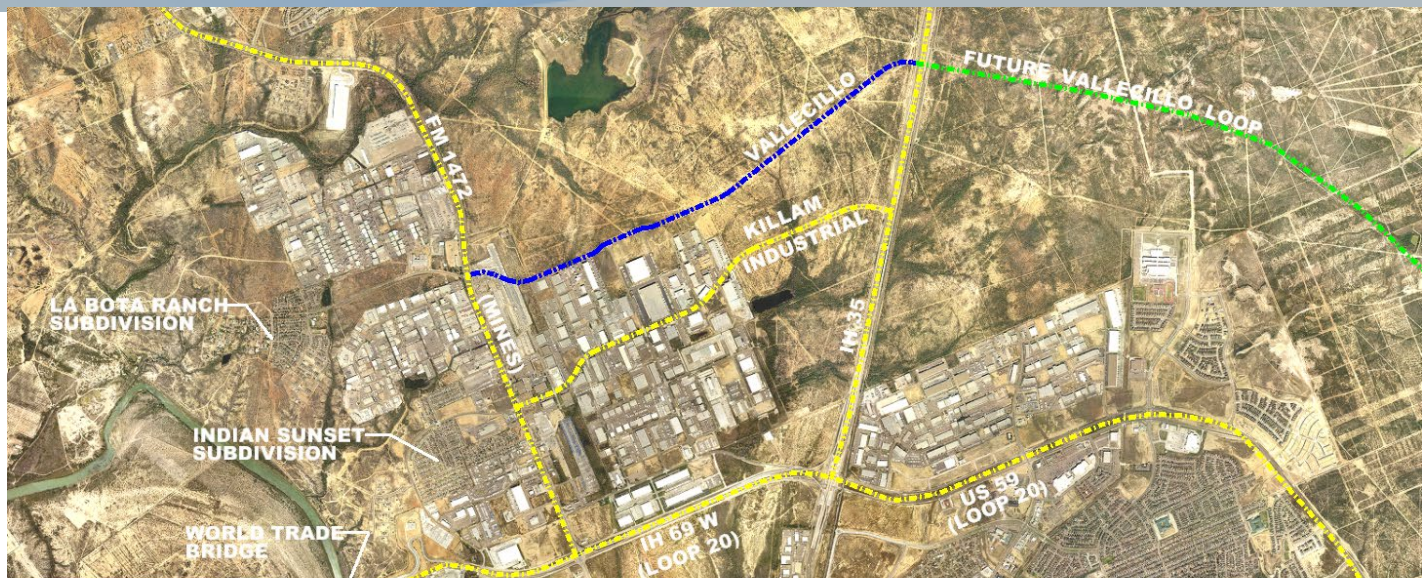 FUTURE VALLECILLO LOOP
VALLECILLO
FM 1472
KILLAM
INDUSTRIAL
LA BOTA RANCH
SUBDIVISION
(MINES)
IH 35
INDIAN SUNSET
SUBDIVISION
US 59
(LOOP 20)
WORLD TRADE
BRIDGE
IH 69 W
(LOOP 20)